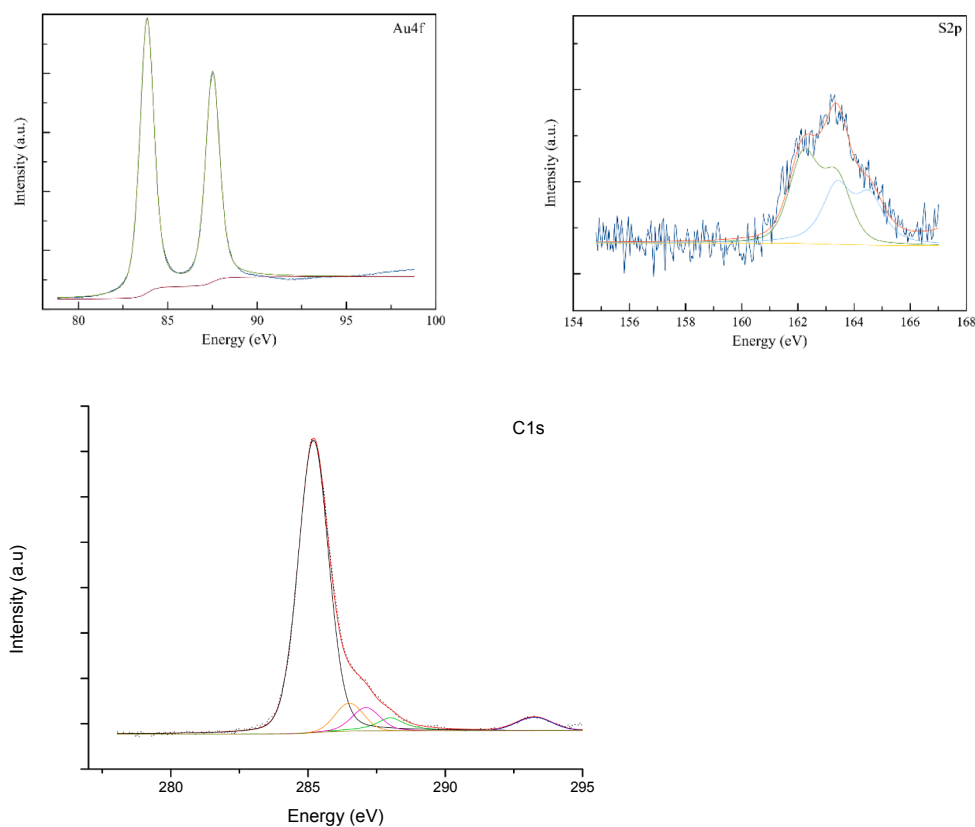 Au4f
Intensity (a.u.)
80 85 90 95 100
Energy (eV)
S2p
Intensity (a.u.)
154 156 158 160 162 164 166 168
Energy (eV)
C1s
Intensity (a.u)
280 285 290 295
Energy (eV)